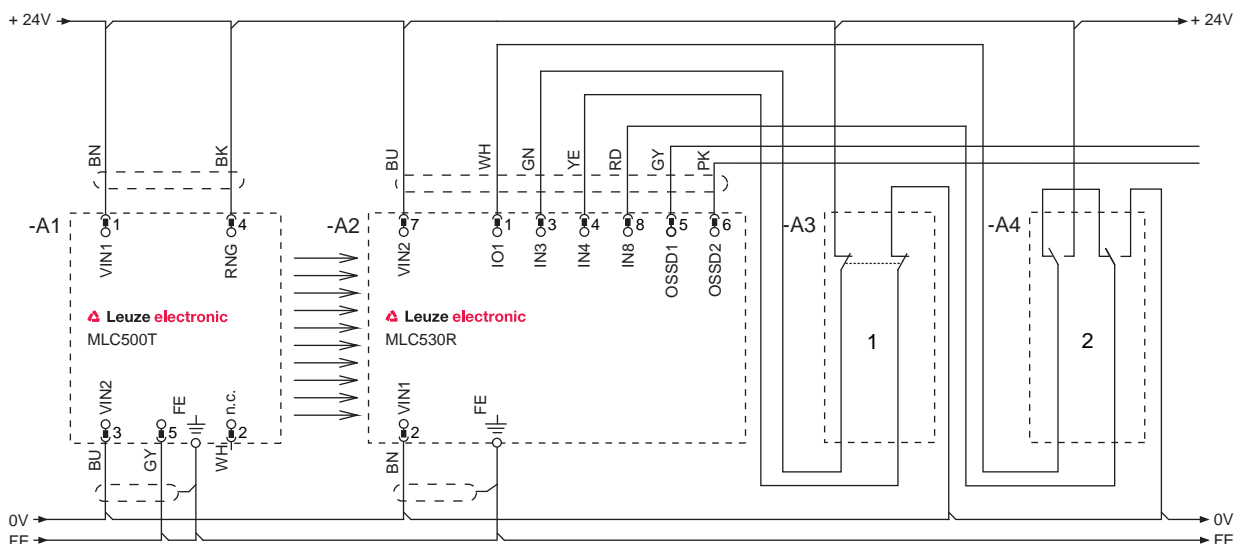 + 24V
+ 24V
BN
BK
BU
WH
GN
YE
RD
GY
PK
-A1
1
4
-A2
7
1
3
4
8
5
6
-A3
-A4
VIN1
RNG
VIN2
IO1
IN3
IN4
IN8
OSSD1
OSSD2
Leuze electronic
MLC500T
Leuze electronic
MLC530R
1
2
VIN2
FE
n.c.
VIN1
FE
3
5
2
2
BU
GY
WH
BN
0V
0V
FE
FE